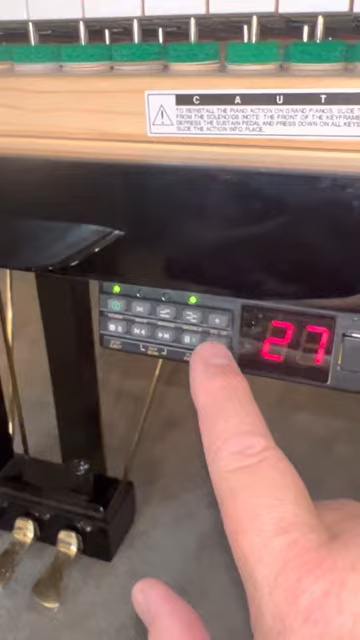 C A U T
TO REINSTALL THE PIANO ACTION ON GRAND PIANOS, SLIDE T
FROM THE SOLENOIDS (NOTE: THE FRONT OF THE KEYFRAME
DEPRESS THE SUSTAIN PEDAL AND PRESS DOWN ON ALL KEYS
SLIDE THE ACTION INTO PLACE.
27